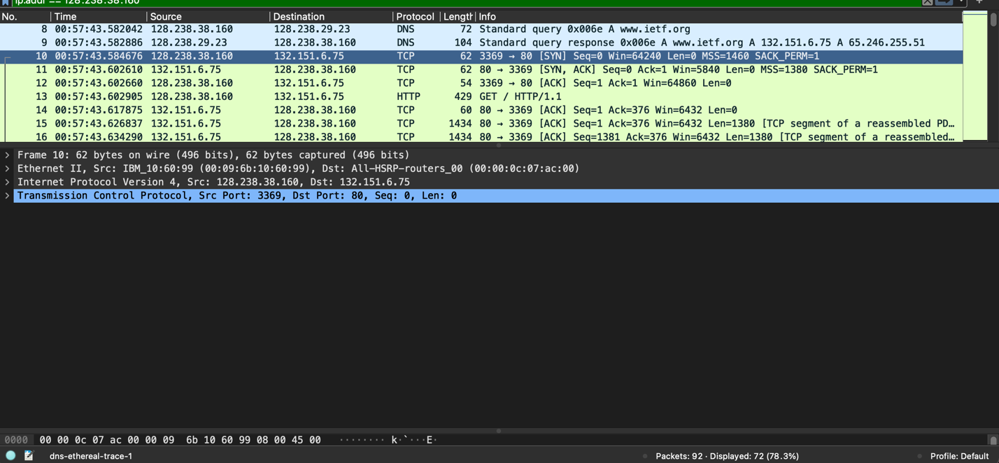 ip.addr == 128.238.38.160
No. Time Source Destination Protocol Length Info
8 00:57:43.582042 128.238.38.160 128.238.29.23 DNS 72 Standard query 0x006e A www.ietf.org
9 00:57:43.582886 128.238.29.23 128.238.38.160 DNS 104 Standard query response 0x006e A www.ietf.org A 132.151.6.75 A 65.246.255.51
10 00:57:43.584676 128.238.38.160 132.151.6.75 TCP 62 3369 → 80 [SYN] Seq=0 Win=64240 Len=0 MSS=1460 SACK_PERM=1
11 00:57:43.602610 132.151.6.75 128.238.38.160 TCP 62 80 → 3369 [SYN, ACK] Seq=0 Ack=1 Win=5840 Len=0 MSS=1380 SACK_PERM=1
12 00:57:43.602660 128.238.38.160 132.151.6.75 TCP 54 3369 → 80 [ACK] Seq=1 Ack=1 Win=64860 Len=0
13 00:57:43.602905 128.238.38.160 132.151.6.75 HTTP 429 GET / HTTP/1.1
14 00:57:43.617875 132.151.6.75 128.238.38.160 TCP 60 80 → 3369 [ACK] Seq=1 Ack=376 Win=6432 Len=0
15 00:57:43.626837 132.151.6.75 128.238.38.160 TCP 1434 80 → 3369 [ACK] Seq=1 Ack=376 Win=6432 Len=1380 [TCP segment of a reassembled PD…
16 00:57:43.634290 132.151.6.75 128.238.38.160 TCP 1434 80 → 3369 [ACK] Seq=1381 Ack=376 Win=6432 Len=1380 [TCP segment of a reassembled…
Frame 10: 62 bytes on wire (496 bits), 62 bytes captured (496 bits)
Ethernet II, Src: IBM_10:60:99 (00:09:6b:10:60:99), Dst: All-HSRP-routers_00 (00:00:0c:07:ac:00)
Internet Protocol Version 4, Src: 128.238.38.160, Dst: 132.151.6.75
Transmission Control Protocol, Src Port: 3369, Dst Port: 80, Seq: 0, Len: 0
0000 00 00 0c 07 ac 00 00 09 6b 10 60 99 08 00 45 00 ········ k·`···E·
dns-ethereal-trace-1 Packets: 92 · Displayed: 72 (78.3%) Profile: Default